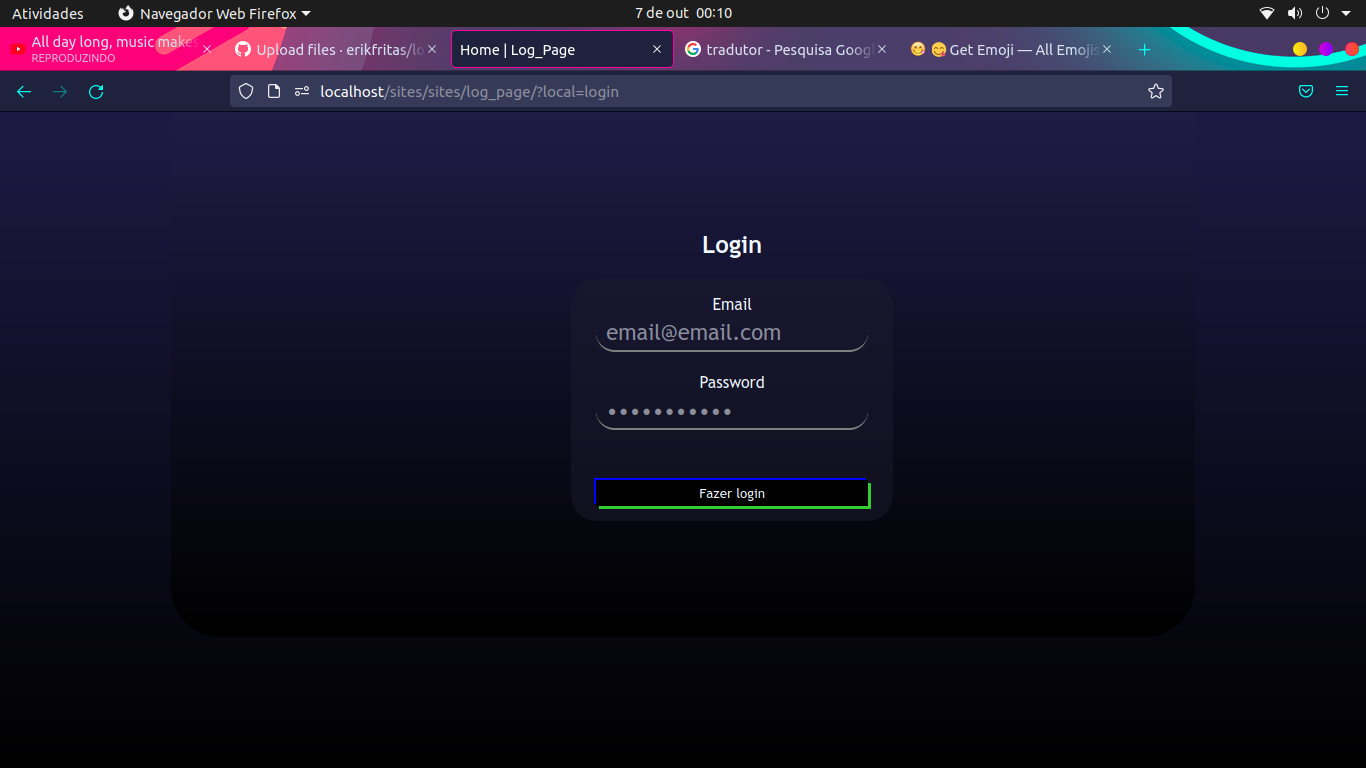 Atividades Navegador Web Firefox 7 de out 00:10
All day long, music makes
REPRODUZINDO
Upload files · erikfritas/lo
Home | Log_Page
tradutor - Pesquisa Googl
Get Emoji — All Emojis
localhost/sites/sites/log_page/?local=login
Login
Email
email@email.com
Password
•••••••••••
Fazer login